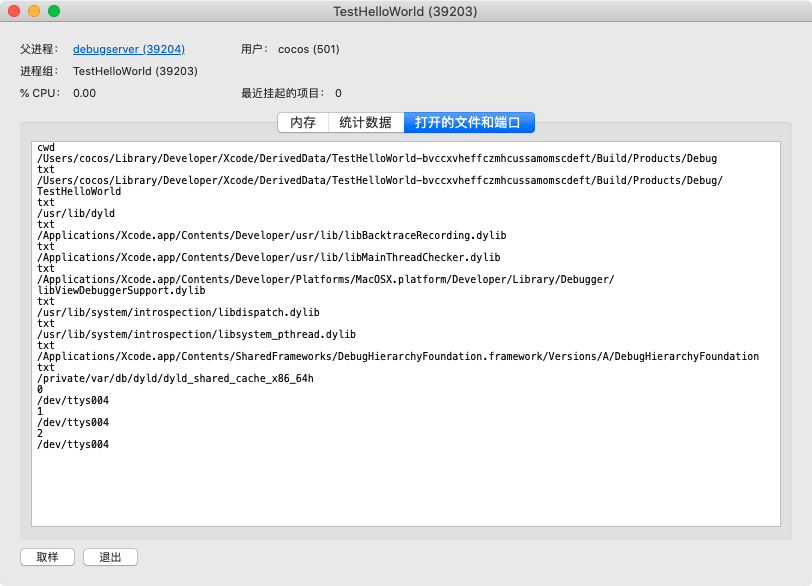 TestHelloWorld (39203)
父进程： debugserver (39204) 用户： cocos (501)
进程组： TestHelloWorld (39203)
% CPU： 0.00 最近挂起的项目： 0
内存 统计数据 打开的文件和端口
cwd
/Users/cocos/Library/Developer/Xcode/DerivedData/TestHelloWorld-bvccxvheffczmhcussamomscdeft/Build/Products/Debug
txt
/Users/cocos/Library/Developer/Xcode/DerivedData/TestHelloWorld-bvccxvheffczmhcussamomscdeft/Build/Products/Debug/
TestHelloWorld
txt
/usr/lib/dyld
txt
/Applications/Xcode.app/Contents/Developer/usr/lib/libBacktraceRecording.dylib
txt
/Applications/Xcode.app/Contents/Developer/usr/lib/libMainThreadChecker.dylib
txt
/Applications/Xcode.app/Contents/Developer/Platforms/MacOSX.platform/Developer/Library/Debugger/
libViewDebuggerSupport.dylib
txt
/usr/lib/system/introspection/libdispatch.dylib
txt
/usr/lib/system/introspection/libsystem_pthread.dylib
txt
/Applications/Xcode.app/Contents/SharedFrameworks/DebugHierarchyFoundation.framework/Versions/A/DebugHierarchyFoundation
txt
/private/var/db/dyld/dyld_shared_cache_x86_64h
0
/dev/ttys004
1
/dev/ttys004
2
/dev/ttys004
取样 退出